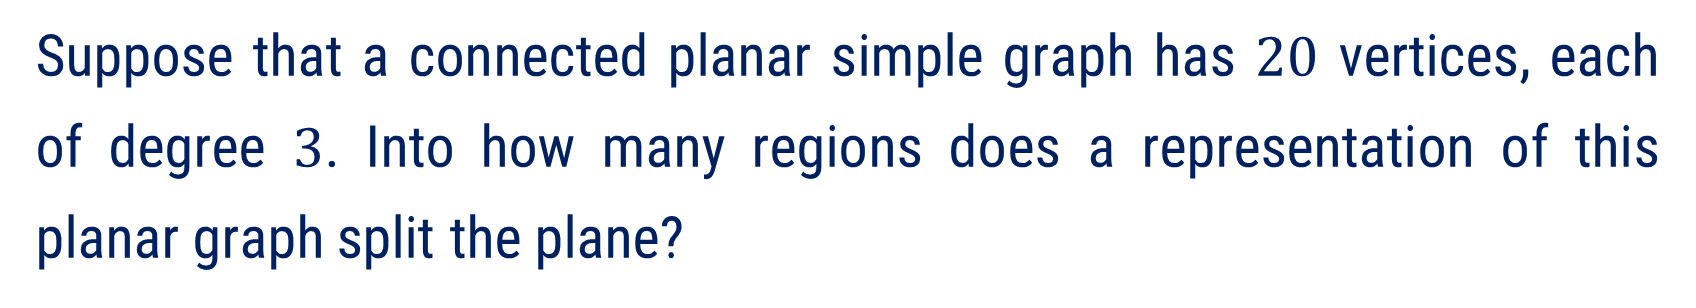 Suppose that a connected planar simple graph has 20 vertices, each
of degree 3. Into how many regions does a representation of this
planar graph split the plane?